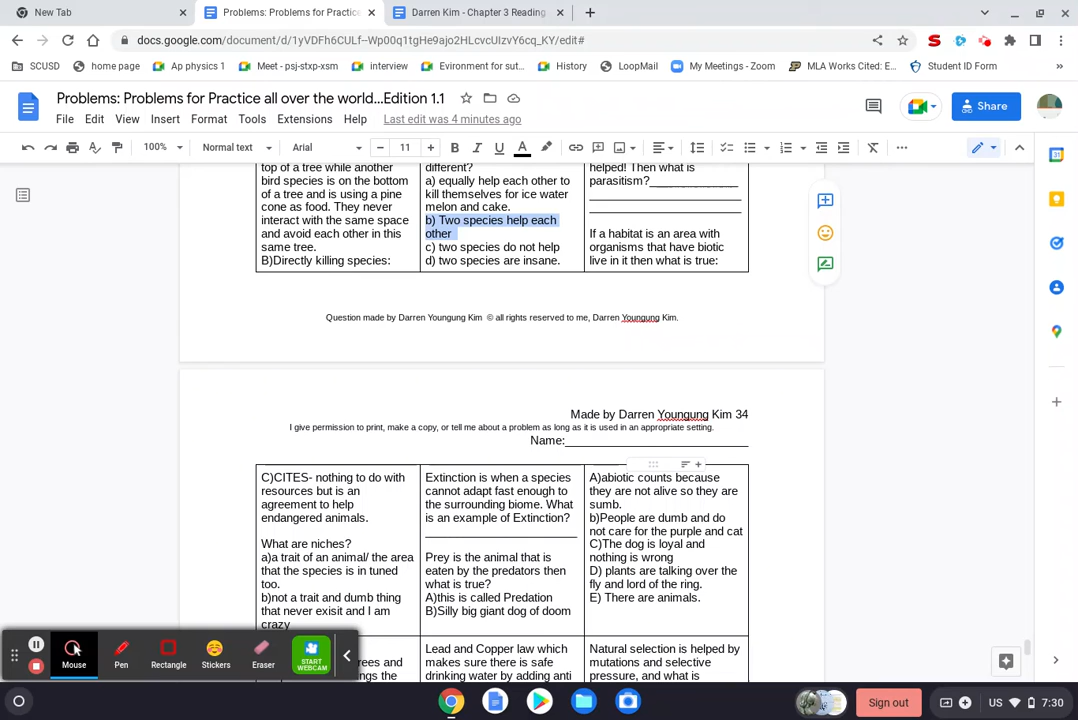 New Tab
Problems: Problems for Practice
Darren Kim - Chapter 3 Reading
docs.google.com/document/d/1yVDFh6CULf--Wp00q1tgHe9ajo2HLcvcUIzvY6cq_KY/edit#
SCUSD home page Ap physics 1 Meet - psj-stxp-xsm interview Evironment for sut... History LoopMail My Meetings - Zoom MLA Works Cited: E... Student ID Form
Problems: Problems for Practice all over the world...Edition 1.1
File Edit View Insert Format Tools Extensions Help Last edit was 4 minutes ago
Share
100% Normal text Arial 11
top of a tree while another
bird species is on the bottom
of a tree and is using a pine
cone as food. They never
interact with the same space
and avoid each other in this
same tree.
B)Directly killing species:
different?
a) equally help each other to
kill themselves for ice water
melon and cake.
b) Two species help each
other
c) two species do not help
d) two species are insane.
helped! Then what is
parasitism?_______________
If a habitat is an area with
organisms that have biotic
live in it then what is true:
Question made by Darren Youngung Kim © all rights reserved to me, Darren Youngung Kim.
Made by Darren Youngung Kim 34
I give permission to print, make a copy, or tell me about a problem as long as it is used in an appropriate setting.
Name:_______________________________
C)CITES- nothing to do with
resources but is an
agreement to help
endangered animals.
What are niches?
a)a trait of an animal/ the area
that the species is in tuned
too.
b)not a trait and dumb thing
that never exisit and I am
crazy
Extinction is when a species
cannot adapt fast enough to
the surrounding biome. What
is an example of Extinction?
Prey is the animal that is
eaten by the predators then
what is true?
A)this is called Predation
B)Silly big giant dog of doom
A)abiotic counts because
they are not alive so they are
sumb.
b)People are dumb and do
not care for the purple and cat
C)The dog is loyal and
nothing is wrong
D) plants are talking over the
fly and lord of the ring.
E) There are animals.
rees and
ngs the
Lead and Copper law which
makes sure there is safe
drinking water by adding anti
Natural selection is helped by
mutations and selective
pressure, and what is
Mouse Pen Rectangle Stickers Eraser START WEBCAM
Sign out
US 7:30